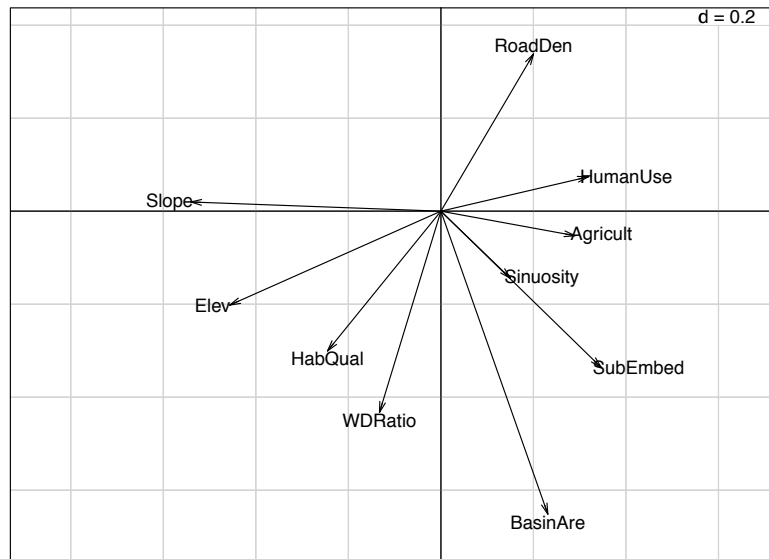 d = 0.2
RoadDen
HumanUse
Slope
Agricult
Sinuosity
Elev
HabQual
SubEmbed
WDRatio
BasinAre